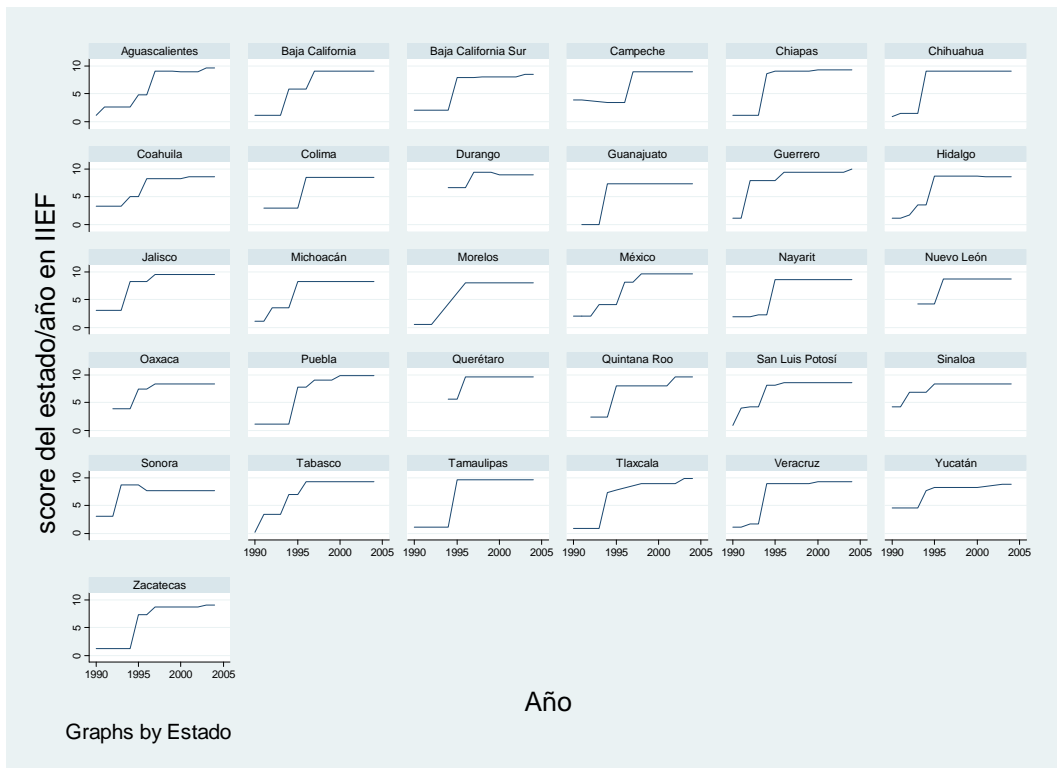 Aguascalientes Baja California Baja California Sur Campeche Chiapas Chihuahua
10
5
0
Coahuila Colima Durango Guanajuato Guerrero Hidalgo
10
5
0
Jalisco Michoacán Morelos México Nayarit Nuevo León
10
5
0
Oaxaca Puebla Querétaro Quintana Roo San Luis Potosí Sinaloa
10
5
0
Sonora Tabasco Tamaulipas Tlaxcala Veracruz Yucatán
10
5
0
1990 1995 2000 2005 1990 1995 2000 2005 1990 1995 2000 2005 1990 1995 2000 2005 1990 1995 2000 2005
Zacatecas
10
5
0
1990 1995 2000 2005
score del estado/año en IIEF
Año
Graphs by Estado